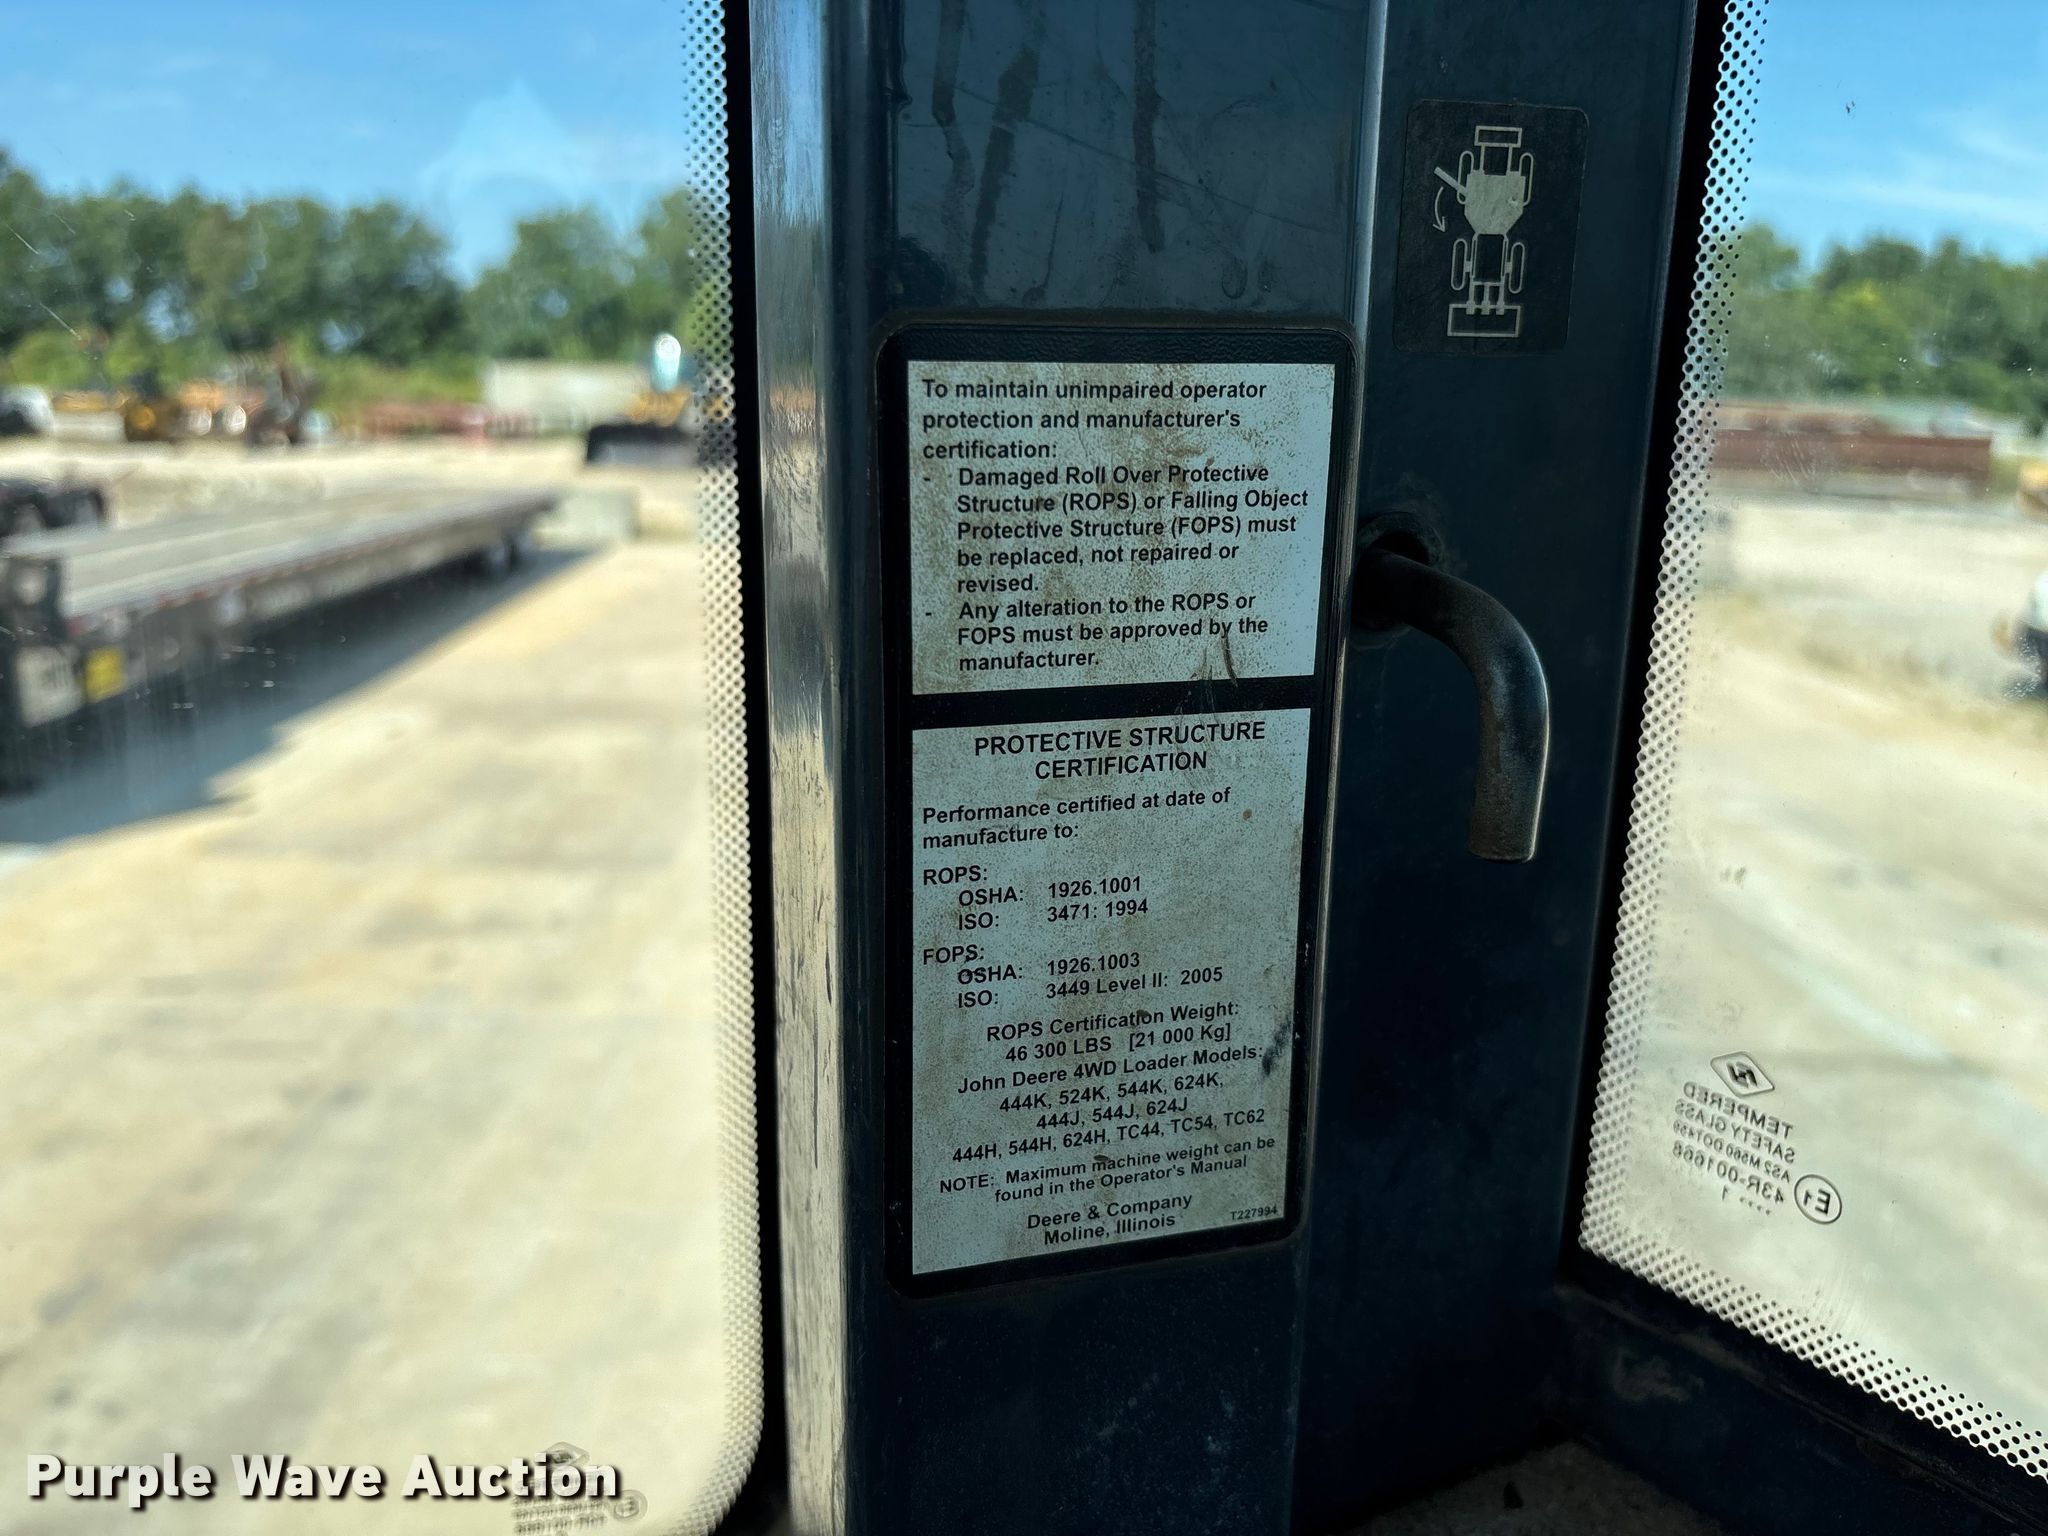 To maintain unimpaired operator
protection and manufacturer's
certification:
- Damaged Roll Over Protective
Structure (ROPS) or Falling Object
Protective Structure (FOPS) must
be replaced, not repaired or
revised.
- Any alteration to the ROPS or
FOPS must be approved by the
manufacturer.
PROTECTIVE STRUCTURE
CERTIFICATION
Performance certified at date of
manufacture to:
ROPS:
OSHA: 1926.1001
ISO: 3471: 1994
FOPS:
OSHA: 1926.1003
ISO: 3449 Level II: 2005
ROPS Certification Weight:
46 300 LBS [21 000 Kg]
John Deere 4WD Loader Models:
444K, 524K, 544K, 624K,
444J, 544J, 624J
444H, 544H, 624H, TC44, TC54, TC62
NOTE: Maximum machine weight can be
found in the Operator's Manual
Deere & Company
Moline, Illinois
T227994
TEMPERED
SAFETY GLASS
AS2 M560 DOT459
43R-001668
1
E1
Purple Wave Auction